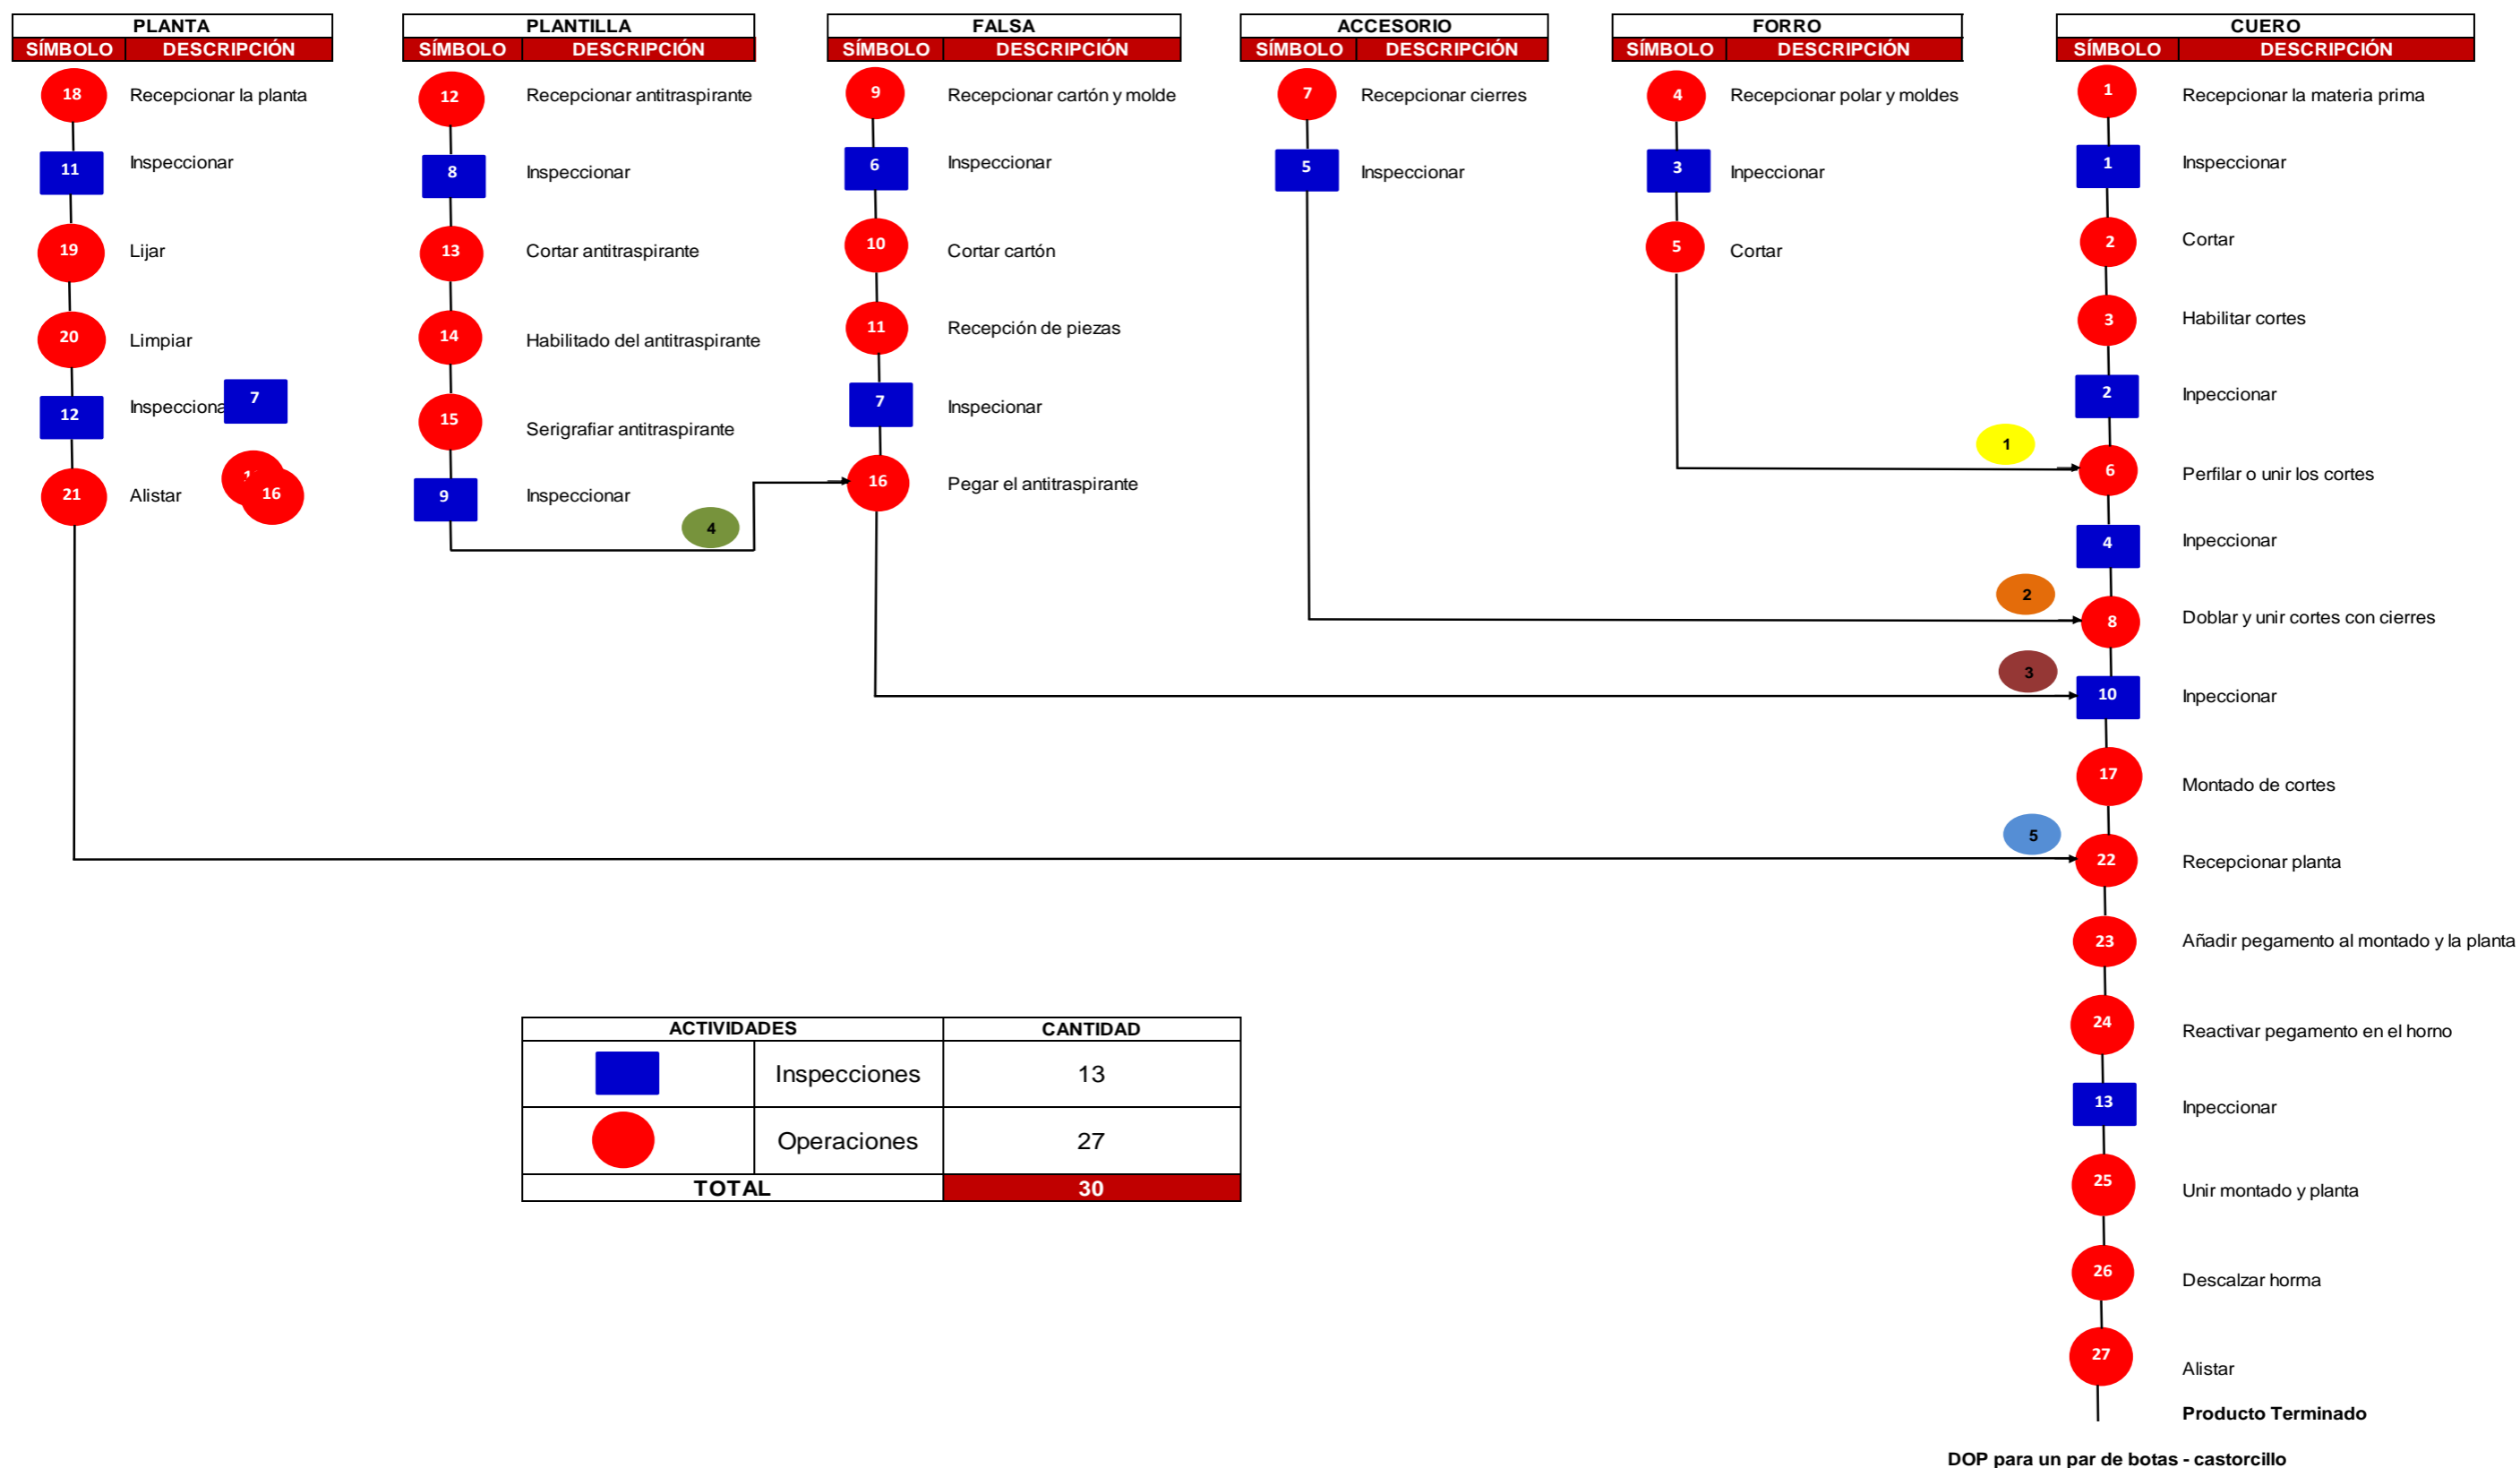 PLANTA
SÍMBOLO DESCRIPCIÓN
18 Recepcionar la planta
11 Inspeccionar
19 Lijar
20 Limpiar
12 Inspecciona 7
21 Alistar 16
PLANTILLA
SÍMBOLO DESCRIPCIÓN
12 Recepcionar antitraspirante
8 Inspeccionar
13 Cortar antitraspirante
14 Habilitado del antitraspirante
15 Serigrafiar antitraspirante
9 Inspeccionar
4
FALSA
SÍMBOLO DESCRIPCIÓN
9 Recepcionar cartón y molde
6 Inspeccionar
10 Cortar cartón
11 Recepción de piezas
7 Inspecionar
16 Pegar el antitraspirante
ACCESORIO
SÍMBOLO DESCRIPCIÓN
7 Recepcionar cierres
5 Inspeccionar
FORRO
SÍMBOLO DESCRIPCIÓN
4 Recepcionar polar y moldes
3 Inpeccionar
5 Cortar
CUERO
SÍMBOLO DESCRIPCIÓN
1 Recepcionar la materia prima
1 Inspeccionar
2 Cortar
3 Habilitar cortes
2 Inpeccionar
1
6 Perfilar o unir los cortes
4 Inpeccionar
2
8 Doblar y unir cortes con cierres
3
10 Inpeccionar
17 Montado de cortes
5
22 Recepcionar planta
23 Añadir pegamento al montado y la planta
24 Reactivar pegamento en el horno
13 Inpeccionar
25 Unir montado y planta
26 Descalzar horma
27 Alistar
Producto Terminado
ACTIVIDADES CANTIDAD
Inspecciones 13
Operaciones 27
TOTAL 30
DOP para un par de botas - castorcillo